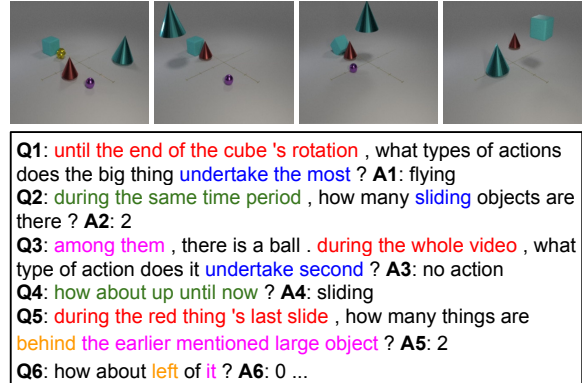 Q1: until the end of the cube 's rotation , what types of actions
does the big thing undertake the most ? A1: flying
Q2: during the same time period , how many sliding objects are
there ? A2: 2
Q3: among them , there is a ball . during the whole video , what
type of action does it undertake second ? A3: no action
Q4: how about up until now ? A4: sliding
Q5: during the red thing 's last slide , how many things are
behind the earlier mentioned large object ? A5: 2
Q6: how about left of it ? A6: 0 ...